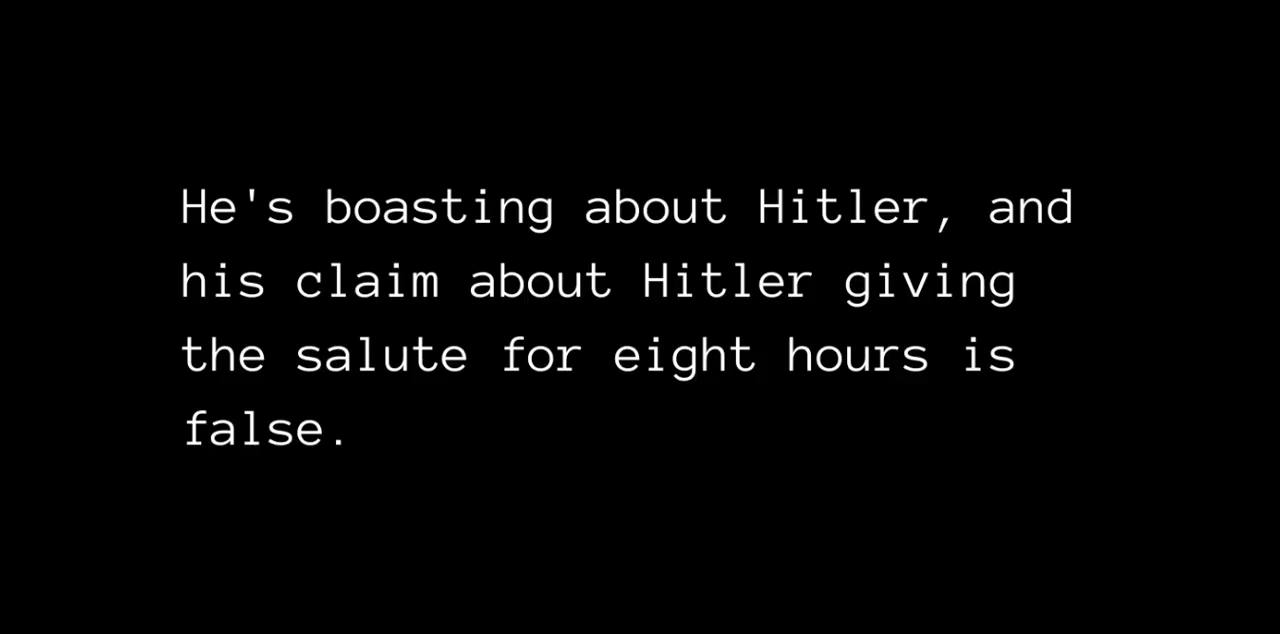 He's boasting about Hitler, and
his claim about Hitler giving
the salute for eight hours is
false.